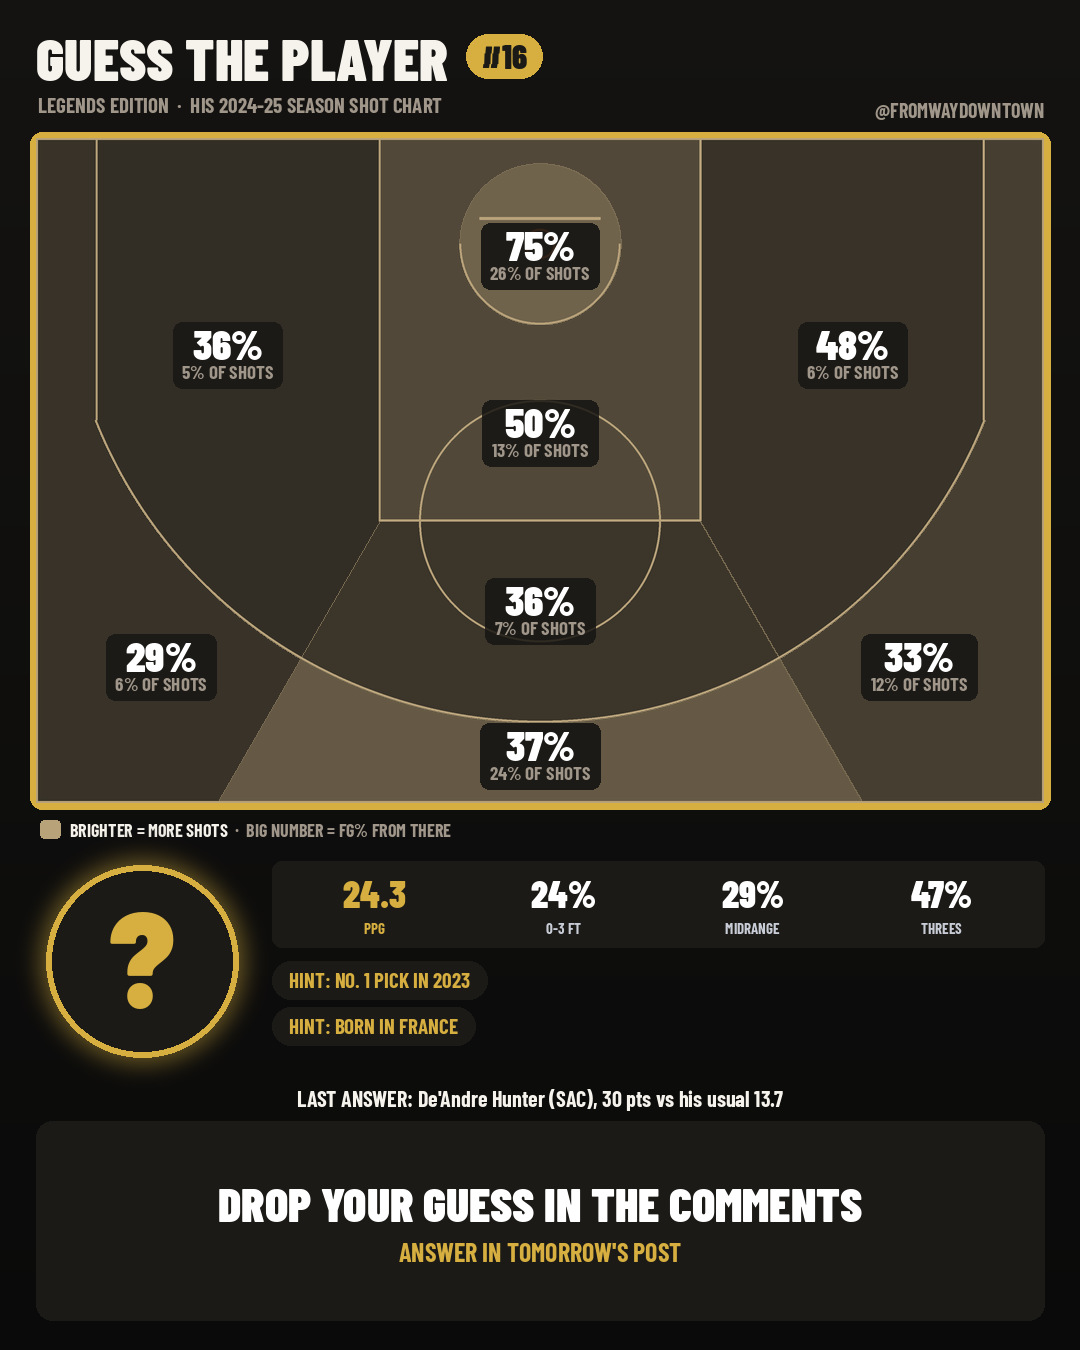 GUESS THE PLAYER #16
LEGENDS EDITION · HIS 2024-25 SEASON SHOT CHART
@FROMWAYDOWNTOWN
75%
26% OF SHOTS
36%
5% OF SHOTS
48%
6% OF SHOTS
50%
13% OF SHOTS
36%
7% OF SHOTS
29%
6% OF SHOTS
33%
12% OF SHOTS
37%
24% OF SHOTS
BRIGHTER = MORE SHOTS · BIG NUMBER = FG% FROM THERE
?
24.3
PPG
24%
0-3 FT
29%
MIDRANGE
47%
THREES
HINT: NO. 1 PICK IN 2023
HINT: BORN IN FRANCE
LAST ANSWER: De'Andre Hunter (SAC), 30 pts vs his usual 13.7
DROP YOUR GUESS IN THE COMMENTS
ANSWER IN TOMORROW'S POST